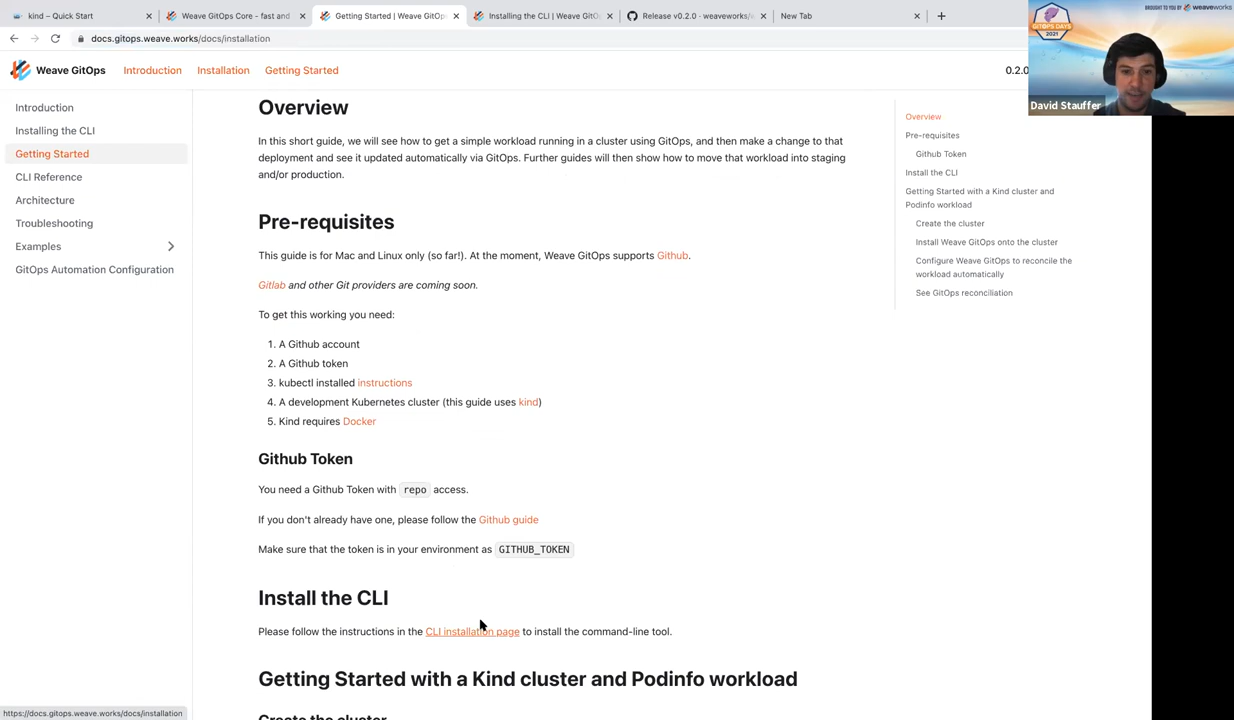 kind – Quick Start
Weave GitOps Core - fast and
Getting Started | Weave GitOp
Installing the CLI | Weave GitO
Release v0.2.0 · weaveworks/
New Tab
docs.gitops.weave.works/docs/installation
BROUGHT TO YOU BY weaveworks
GITOPS DAYS
2021
David Stauffer
Weave GitOps
Introduction
Installation
Getting Started
0.2.0
Introduction
Installing the CLI
Getting Started
CLI Reference
Architecture
Troubleshooting
Examples
GitOps Automation Configuration
Overview
In this short guide, we will see how to get a simple workload running in a cluster using GitOps, and then make a change to that
deployment and see it updated automatically via GitOps. Further guides will then show how to move that workload into staging
and/or production.
Pre-requisites
This guide is for Mac and Linux only (so far!). At the moment, Weave GitOps supports Github.
Gitlab and other Git providers are coming soon.
To get this working you need:
1. A Github account
2. A Github token
3. kubectl installed instructions
4. A development Kubernetes cluster (this guide uses kind)
5. Kind requires Docker
Github Token
You need a Github Token with repo access.
If you don't already have one, please follow the Github guide
Make sure that the token is in your environment as GITHUB_TOKEN
Install the CLI
Please follow the instructions in the CLI installation page to install the command-line tool.
Getting Started with a Kind cluster and Podinfo workload
Create the cluster
Overview
Pre-requisites
Github Token
Install the CLI
Getting Started with a Kind cluster and
Podinfo workload
Create the cluster
Install Weave GitOps onto the cluster
Configure Weave GitOps to reconcile the
workload automatically
See GitOps reconciliation
https://docs.gitops.weave.works/docs/installation